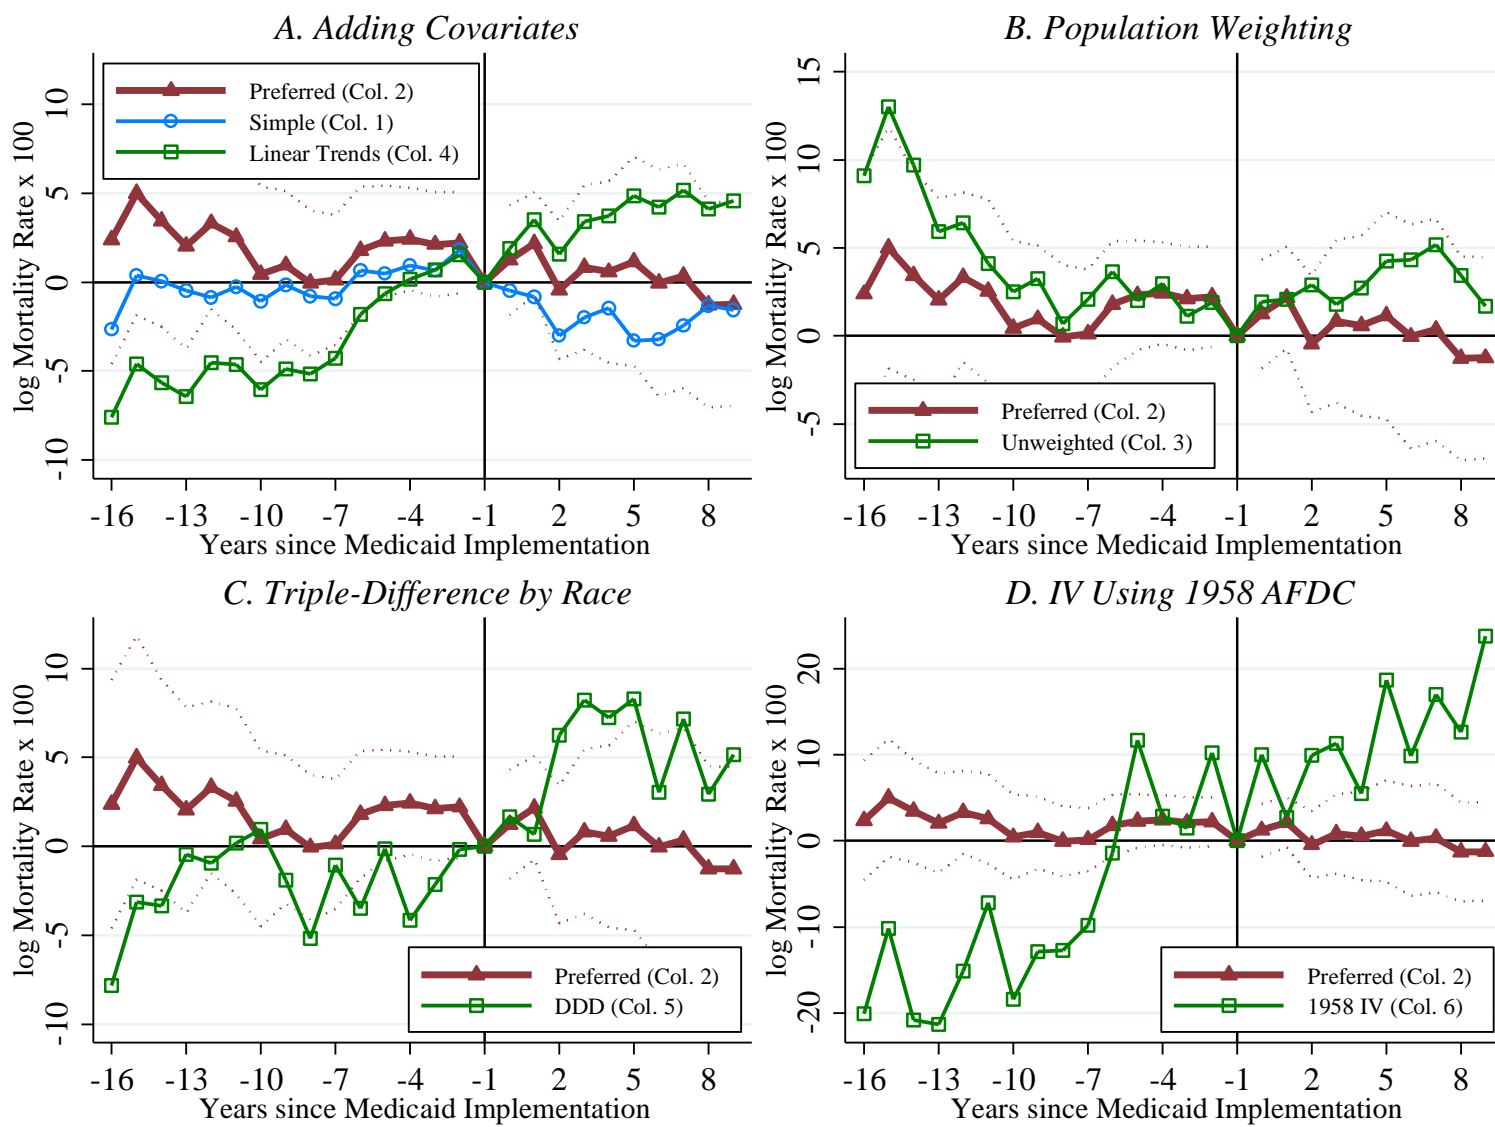 A. Adding Covariates
log Mortality Rate x 100
10
5
0
-5
-10
Preferred (Col. 2)
Simple (Col. 1)
Linear Trends (Col. 4)
-16 -13 -10 -7 -4 -1 2 5 8
Years since Medicaid Implementation
B. Population Weighting
log Mortality Rate x 100
15
10
5
0
-5
Preferred (Col. 2)
Unweighted (Col. 3)
-16 -13 -10 -7 -4 -1 2 5 8
Years since Medicaid Implementation
C. Triple-Difference by Race
log Mortality Rate x 100
10
5
0
-5
-10
Preferred (Col. 2)
DDD (Col. 5)
-16 -13 -10 -7 -4 -1 2 5 8
Years since Medicaid Implementation
D. IV Using 1958 AFDC
log Mortality Rate x 100
20
10
0
-10
-20
Preferred (Col. 2)
1958 IV (Col. 6)
-16 -13 -10 -7 -4 -1 2 5 8
Years since Medicaid Implementation